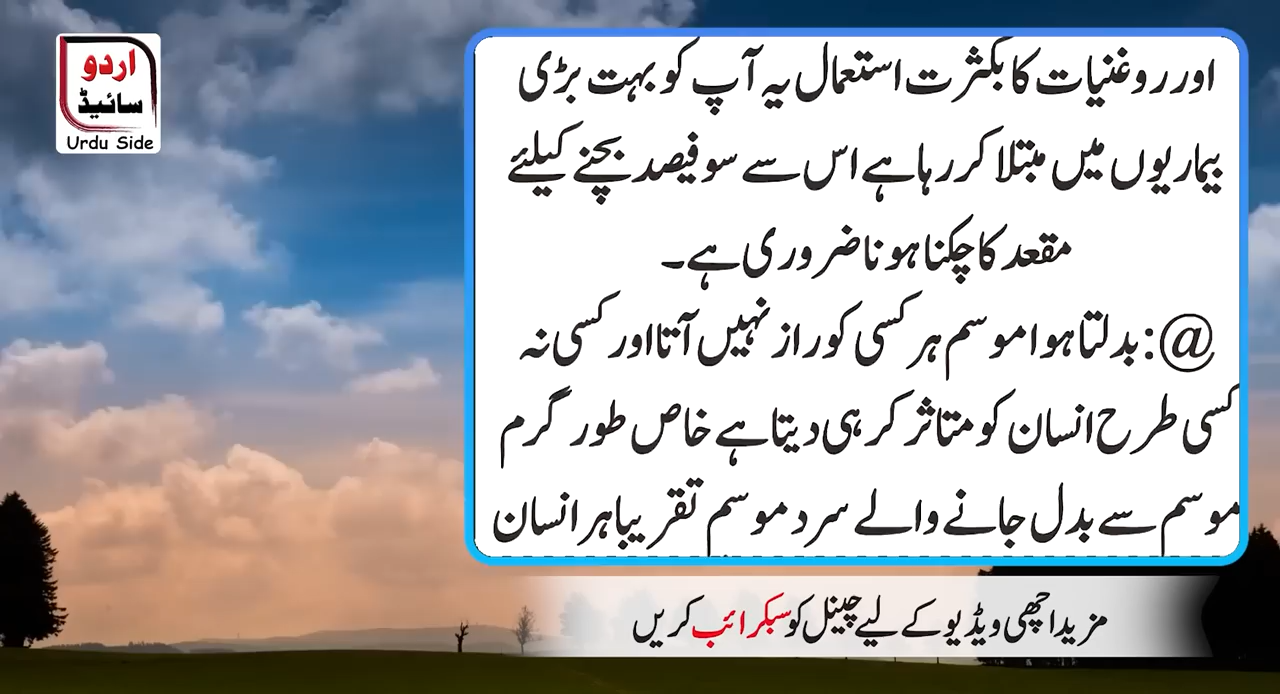 اردو
سائیڈ
Urdu Side
اور روغنیات کا بکثرت استعمال یہ آپ کو بہت بڑی
بیماریوں میں مبتلا کر رہا ہے اس سے سو فیصد بچنے کیلئے
مقعد کا چکنا ہونا ضروری ہے۔
@: بدلتا ہوا موسم ہر کسی کو راز نہیں آتا اور کسی نہ
کسی طرح انسان کو متاثر کر ہی دیتا ہے خاص طور گرم
موسم سے بدل جانے والے سرد موسم تقریبا ہر انسان
مزید اچھی ویڈیو کے لیے چینل کو سبکرائب کریں